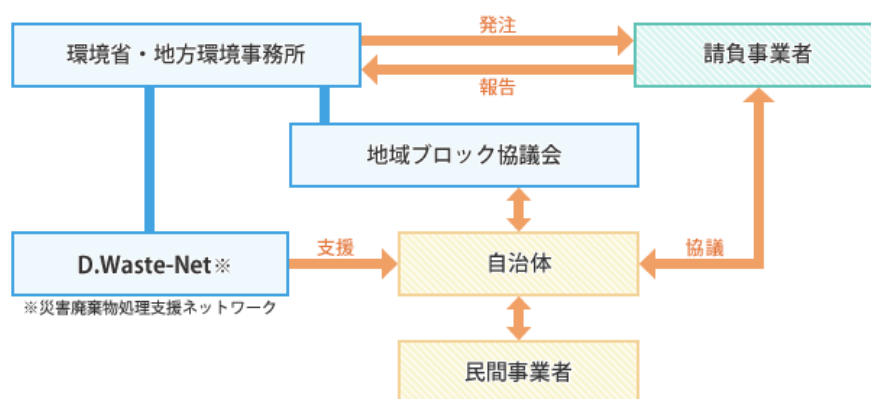 発注
環境省・地方環境事務所
請負事業者
報告
地域ブロック協議会
支援
協議
D.Waste-Net※
自治体
※災害廃棄物処理支援ネットワーク
民間事業者